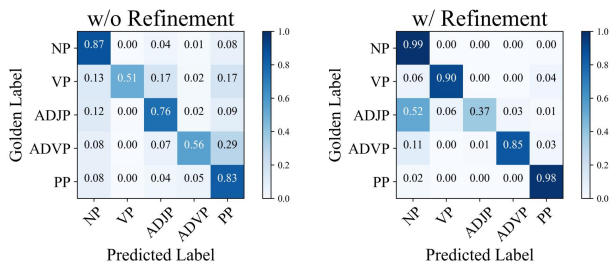 w/o Refinement
Golden Label
NP 0.87 0.00 0.04 0.01 0.08
VP 0.13 0.51 0.17 0.02 0.17
ADJP 0.12 0.00 0.76 0.02 0.09
ADVP 0.08 0.00 0.07 0.56 0.29
PP 0.08 0.00 0.04 0.05 0.83
NP VP ADJP ADVP PP
Predicted Label
1.0
0.8
0.6
0.4
0.2
0.0
w/ Refinement
Golden Label
NP 0.99 0.00 0.00 0.00 0.00
VP 0.06 0.90 0.00 0.00 0.04
ADJP 0.52 0.06 0.37 0.03 0.01
ADVP 0.11 0.00 0.01 0.85 0.03
PP 0.02 0.00 0.00 0.00 0.98
NP VP ADJP ADVP PP
Predicted Label
1.0
0.8
0.6
0.4
0.2
0.0